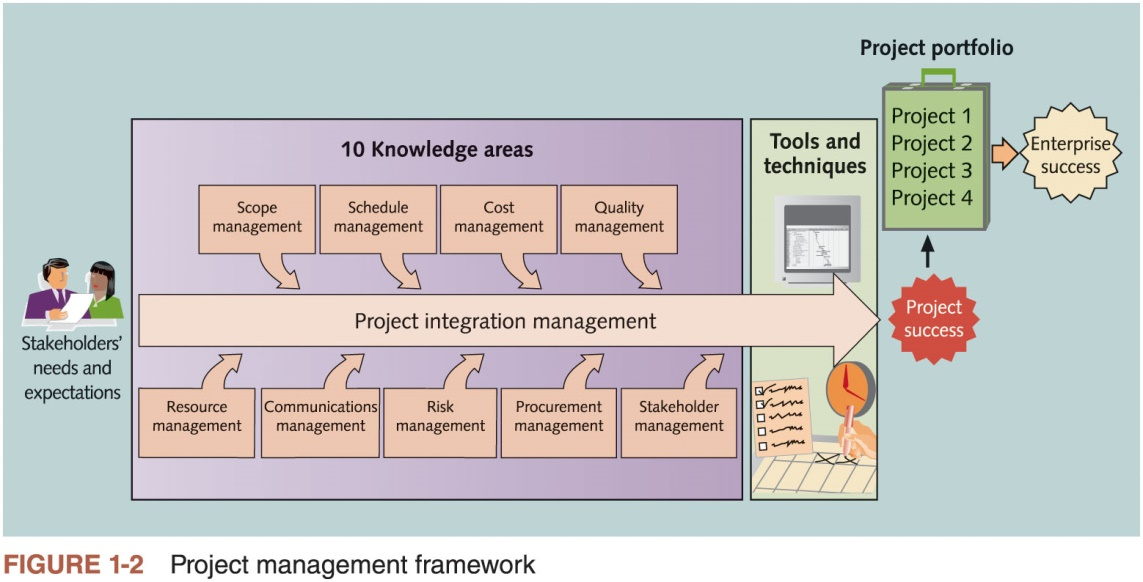 Project portfolio
Project 1
Project 2
Project 3
Project 4
Enterprise
success
10 Knowledge areas
Tools and
techniques
Scope
management
Schedule
management
Cost
management
Quality
management
Stakeholders'
needs and
expectations
Project integration management
Project
success
Resource
management
Communications
management
Risk
management
Procurement
management
Stakeholder
management
FIGURE 1-2 Project management framework